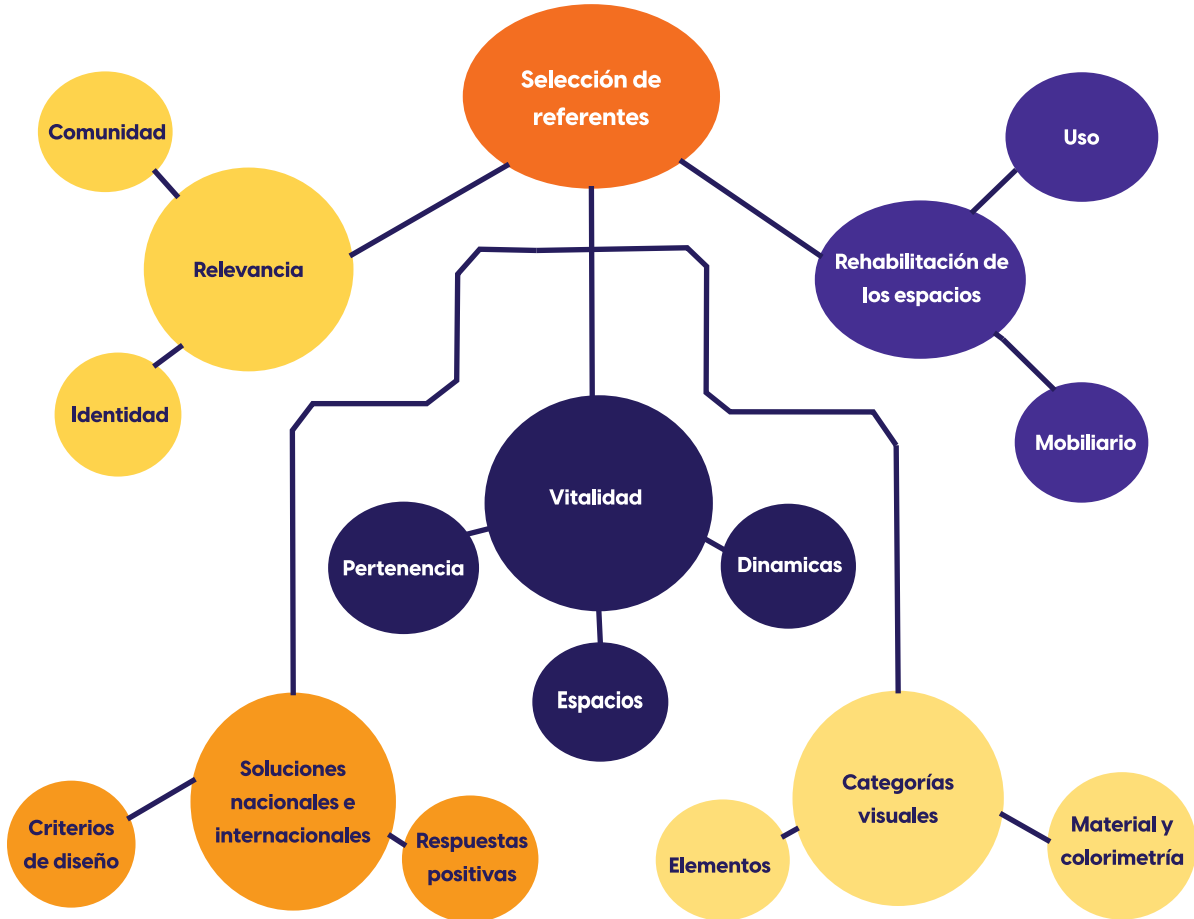 Selección de
referentes
Comunidad
Relevancia
Identidad
Uso
Rehabilitación de
los espacios
Mobiliario
Vitalidad
Pertenencia
Dinamicas
Espacios
Soluciones
nacionales e
internacionales
Criterios
de diseño
Respuestas
positivas
Categorías
visuales
Elementos
Material y
colorimetría